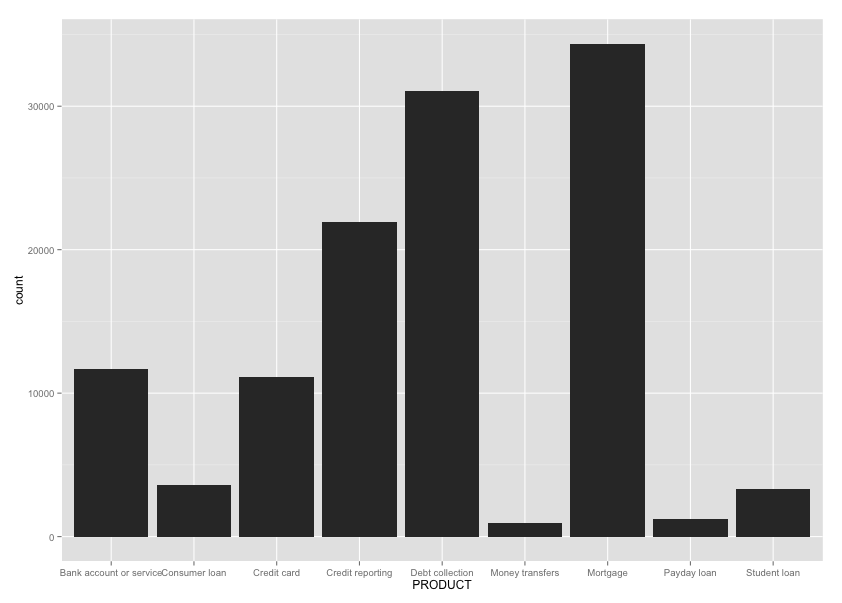 30000
20000
10000
0
count
Bank account or service Consumer loan Credit card Credit reporting Debt collection Money transfers Mortgage Payday loan Student loan
PRODUCT